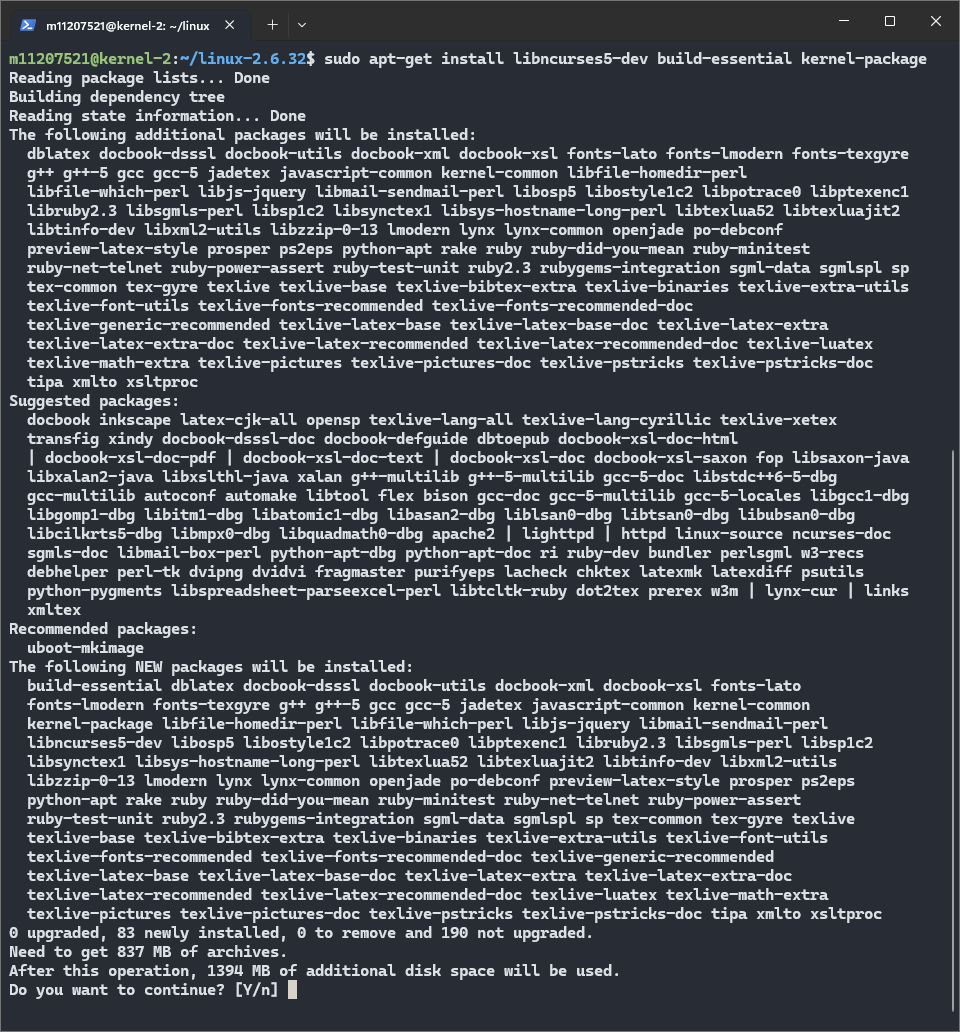 m11207521@kernel-2: ~/linux
m11207521@kernel-2:~/linux-2.6.32$ sudo apt-get install libncurses5-dev build-essential kernel-package
Reading package lists... Done
Building dependency tree
Reading state information... Done
The following additional packages will be installed:
  dblatex docbook-dsssl docbook-utils docbook-xml docbook-xsl fonts-lato fonts-lmodern fonts-texgyre
  g++ g++-5 gcc gcc-5 jadetex javascript-common kernel-common libfile-homedir-perl
  libfile-which-perl libjs-jquery libmail-sendmail-perl libosp5 libostyle1c2 libpotrace0 libptexenc1
  libruby2.3 libsgmls-perl libsp1c2 libsynctex1 libsys-hostname-long-perl libtexlua52 libtexluajit2
  libtinfo-dev libxml2-utils libzzip-0-13 lmodern lynx lynx-common openjade po-debconf
  preview-latex-style prosper ps2eps python-apt rake ruby ruby-did-you-mean ruby-minitest
  ruby-net-telnet ruby-power-assert ruby-test-unit ruby2.3 rubygems-integration sgml-data sgmlspl sp
  tex-common tex-gyre texlive texlive-base texlive-bibtex-extra texlive-binaries texlive-extra-utils
  texlive-font-utils texlive-fonts-recommended texlive-fonts-recommended-doc
  texlive-generic-recommended texlive-latex-base texlive-latex-base-doc texlive-latex-extra
  texlive-latex-extra-doc texlive-latex-recommended texlive-latex-recommended-doc texlive-luatex
  texlive-math-extra texlive-pictures texlive-pictures-doc texlive-pstricks texlive-pstricks-doc
  tipa xmlto xsltproc
Suggested packages:
  docbook inkscape latex-cjk-all opensp texlive-lang-all texlive-lang-cyrillic texlive-xetex
  transfig xindy docbook-dsssl-doc docbook-defguide dbtoepub docbook-xsl-doc-html
  | docbook-xsl-doc-pdf | docbook-xsl-doc-text | docbook-xsl-doc docbook-xsl-saxon fop libsaxon-java
  libxalan2-java libxslthl-java xalan g++-multilib g++-5-multilib gcc-5-doc libstdc++6-5-dbg
  gcc-multilib autoconf automake libtool flex bison gcc-doc gcc-5-multilib gcc-5-locales libgcc1-dbg
  libgomp1-dbg libitm1-dbg libatomic1-dbg libasan2-dbg liblsan0-dbg libtsan0-dbg libubsan0-dbg
  libcilkrts5-dbg libmpx0-dbg libquadmath0-dbg apache2 | lighttpd | httpd linux-source ncurses-doc
  sgmls-doc libmail-box-perl python-apt-dbg python-apt-doc ri ruby-dev bundler perlsgml w3-recs
  debhelper perl-tk dvipng dvidvi fragmaster purifyeps lacheck chktex latexmk latexdiff psutils
  python-pygments libspreadsheet-parseexcel-perl libtcltk-ruby dot2tex prerex w3m | lynx-cur | links
  xmltex
Recommended packages:
  uboot-mkimage
The following NEW packages will be installed:
  build-essential dblatex docbook-dsssl docbook-utils docbook-xml docbook-xsl fonts-lato
  fonts-lmodern fonts-texgyre g++ g++-5 gcc gcc-5 jadetex javascript-common kernel-common
  kernel-package libfile-homedir-perl libfile-which-perl libjs-jquery libmail-sendmail-perl
  libncurses5-dev libosp5 libostyle1c2 libpotrace0 libptexenc1 libruby2.3 libsgmls-perl libsp1c2
  libsynctex1 libsys-hostname-long-perl libtexlua52 libtexluajit2 libtinfo-dev libxml2-utils
  libzzip-0-13 lmodern lynx lynx-common openjade po-debconf preview-latex-style prosper ps2eps
  python-apt rake ruby ruby-did-you-mean ruby-minitest ruby-net-telnet ruby-power-assert
  ruby-test-unit ruby2.3 rubygems-integration sgml-data sgmlspl sp tex-common tex-gyre texlive
  texlive-base texlive-bibtex-extra texlive-binaries texlive-extra-utils texlive-font-utils
  texlive-fonts-recommended texlive-fonts-recommended-doc texlive-generic-recommended
  texlive-latex-base texlive-latex-base-doc texlive-latex-extra texlive-latex-extra-doc
  texlive-latex-recommended texlive-latex-recommended-doc texlive-luatex texlive-math-extra
  texlive-pictures texlive-pictures-doc texlive-pstricks texlive-pstricks-doc tipa xmlto xsltproc
0 upgraded, 83 newly installed, 0 to remove and 190 not upgraded.
Need to get 837 MB of archives.
After this operation, 1394 MB of additional disk space will be used.
Do you want to continue? [Y/n]